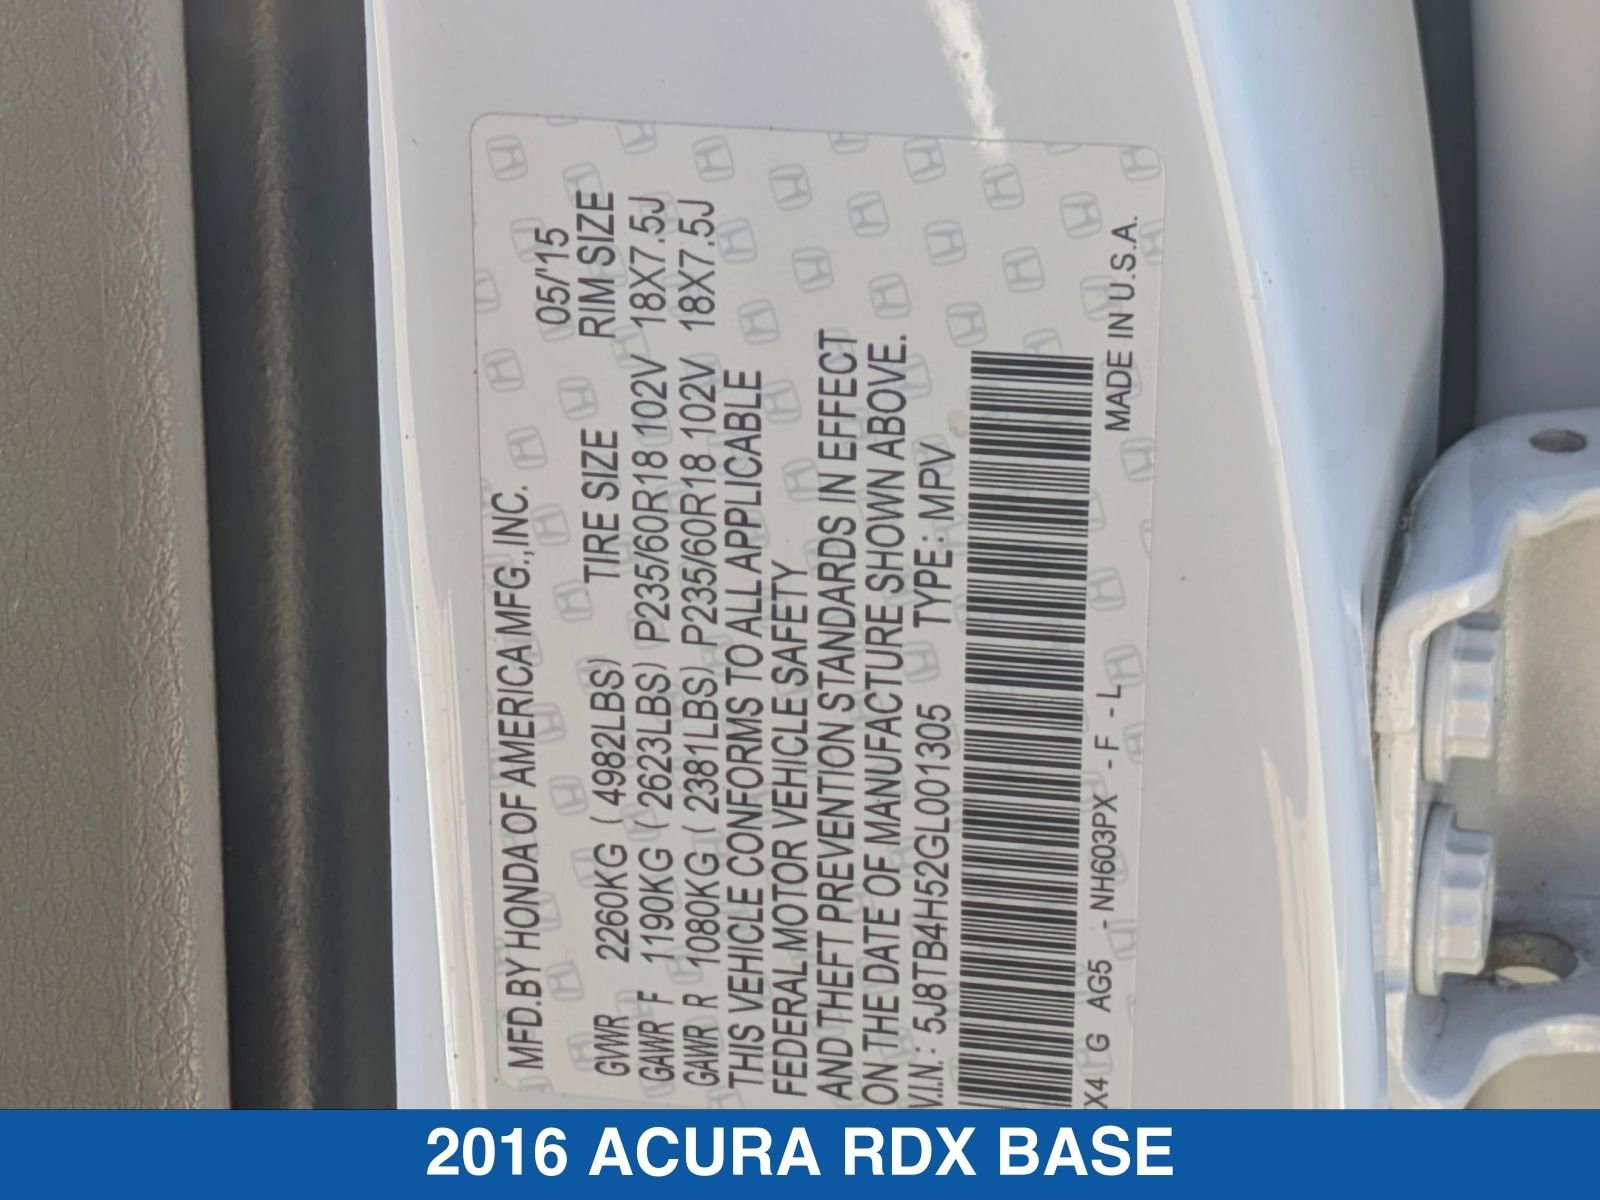 MFD.BY HONDA OF AMERICA MFG.,INC. 05/'15
GVWR 2260KG ( 4982LBS) TIRE SIZE RIM SIZE
GAWR F 1190KG ( 2623LBS) P235/60R18 102V 18X7.5J
GAWR R 1080KG ( 2381LBS) P235/60R18 102V 18X7.5J
THIS VEHICLE CONFORMS TO ALL APPLICABLE
FEDERAL MOTOR VEHICLE SAFETY
AND THEFT PREVENTION STANDARDS IN EFFECT
ON THE DATE OF MANUFACTURE SHOWN ABOVE.
V.I.N.: 5J8TB4H52GL001305 TYPE: MPV
X4 G AG5 - NH603PX - F - L MADE IN U.S.A.
2016 ACURA RDX BASE